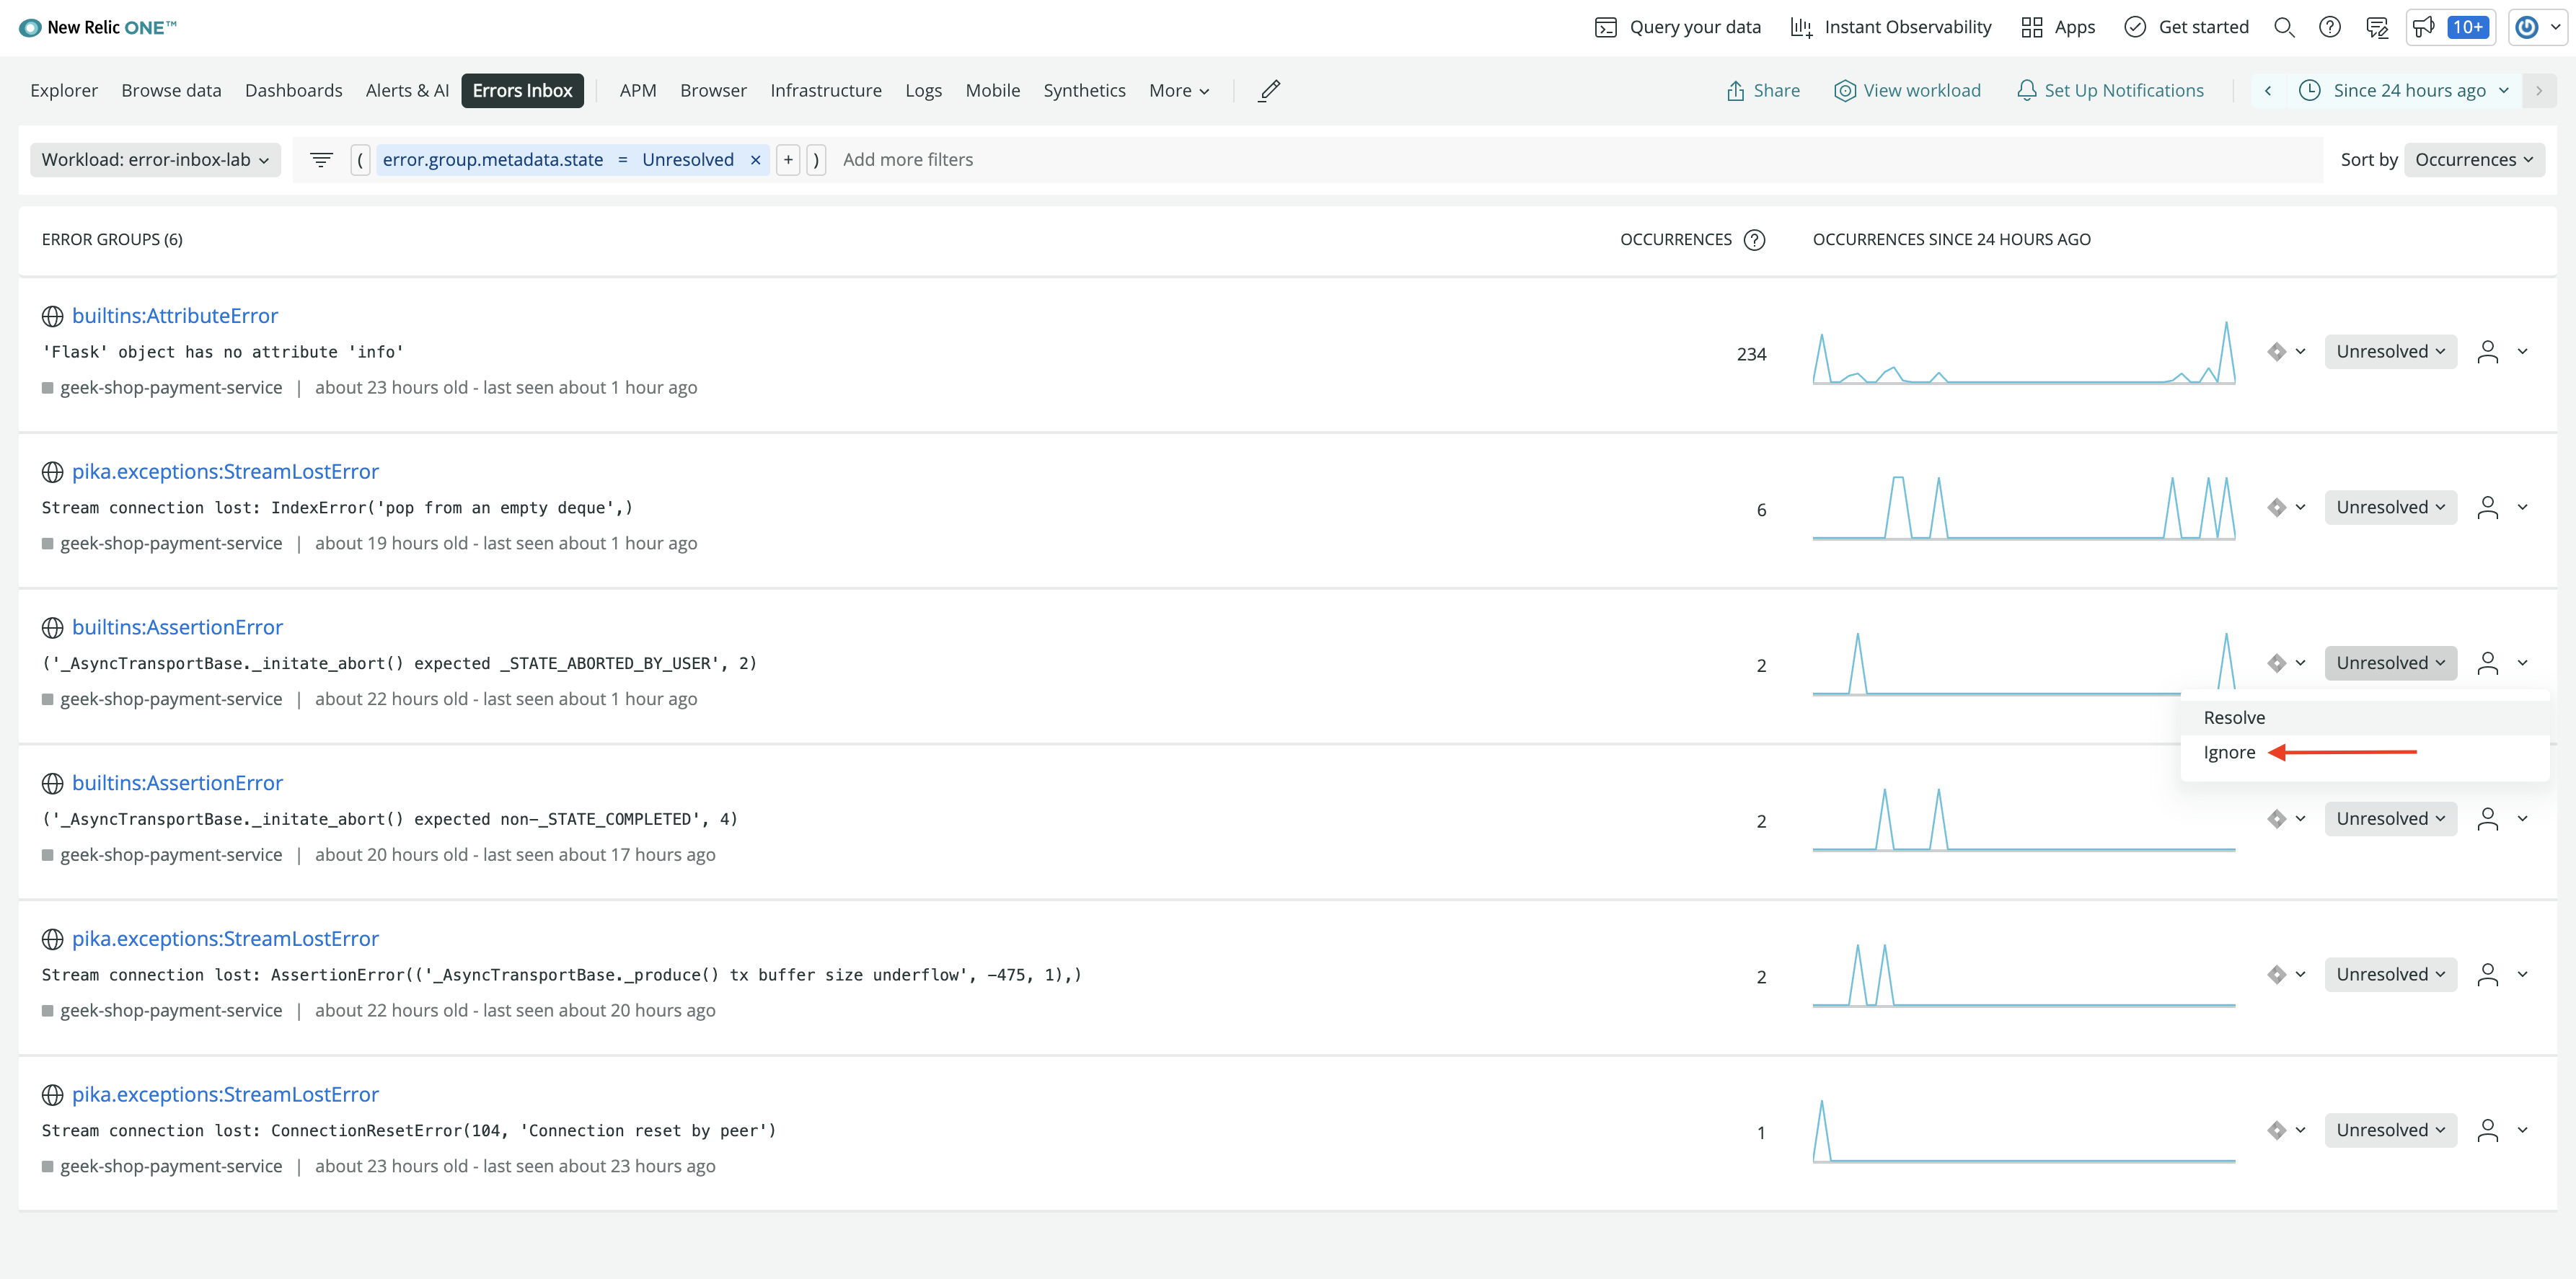 New Relic ONE™
Query your data
Instant Observability
Apps
Get started
10+
Explorer
Browse data
Dashboards
Alerts & AI
Errors Inbox
APM
Browser
Infrastructure
Logs
Mobile
Synthetics
More
Share
View workload
Set Up Notifications
Since 24 hours ago
Workload: error-inbox-lab
( error.group.metadata.state = Unresolved × + ) Add more filters
Sort by Occurrences
ERROR GROUPS (6)
OCCURRENCES ?
OCCURRENCES SINCE 24 HOURS AGO
builtins:AttributeError
'Flask' object has no attribute 'info'
geek-shop-payment-service | about 23 hours old - last seen about 1 hour ago
234
Unresolved
pika.exceptions:StreamLostError
Stream connection lost: IndexError('pop from an empty deque',)
geek-shop-payment-service | about 19 hours old - last seen about 1 hour ago
6
Unresolved
builtins:AssertionError
('_AsyncTransportBase._initate_abort() expected _STATE_ABORTED_BY_USER', 2)
geek-shop-payment-service | about 22 hours old - last seen about 1 hour ago
2
Unresolved
Resolve
Ignore
builtins:AssertionError
('_AsyncTransportBase._initate_abort() expected non-_STATE_COMPLETED', 4)
geek-shop-payment-service | about 20 hours old - last seen about 17 hours ago
2
Unresolved
pika.exceptions:StreamLostError
Stream connection lost: AssertionError(('_AsyncTransportBase._produce() tx buffer size underflow', -475, 1),)
geek-shop-payment-service | about 22 hours old - last seen about 20 hours ago
2
Unresolved
pika.exceptions:StreamLostError
Stream connection lost: ConnectionResetError(104, 'Connection reset by peer')
geek-shop-payment-service | about 23 hours old - last seen about 23 hours ago
1
Unresolved